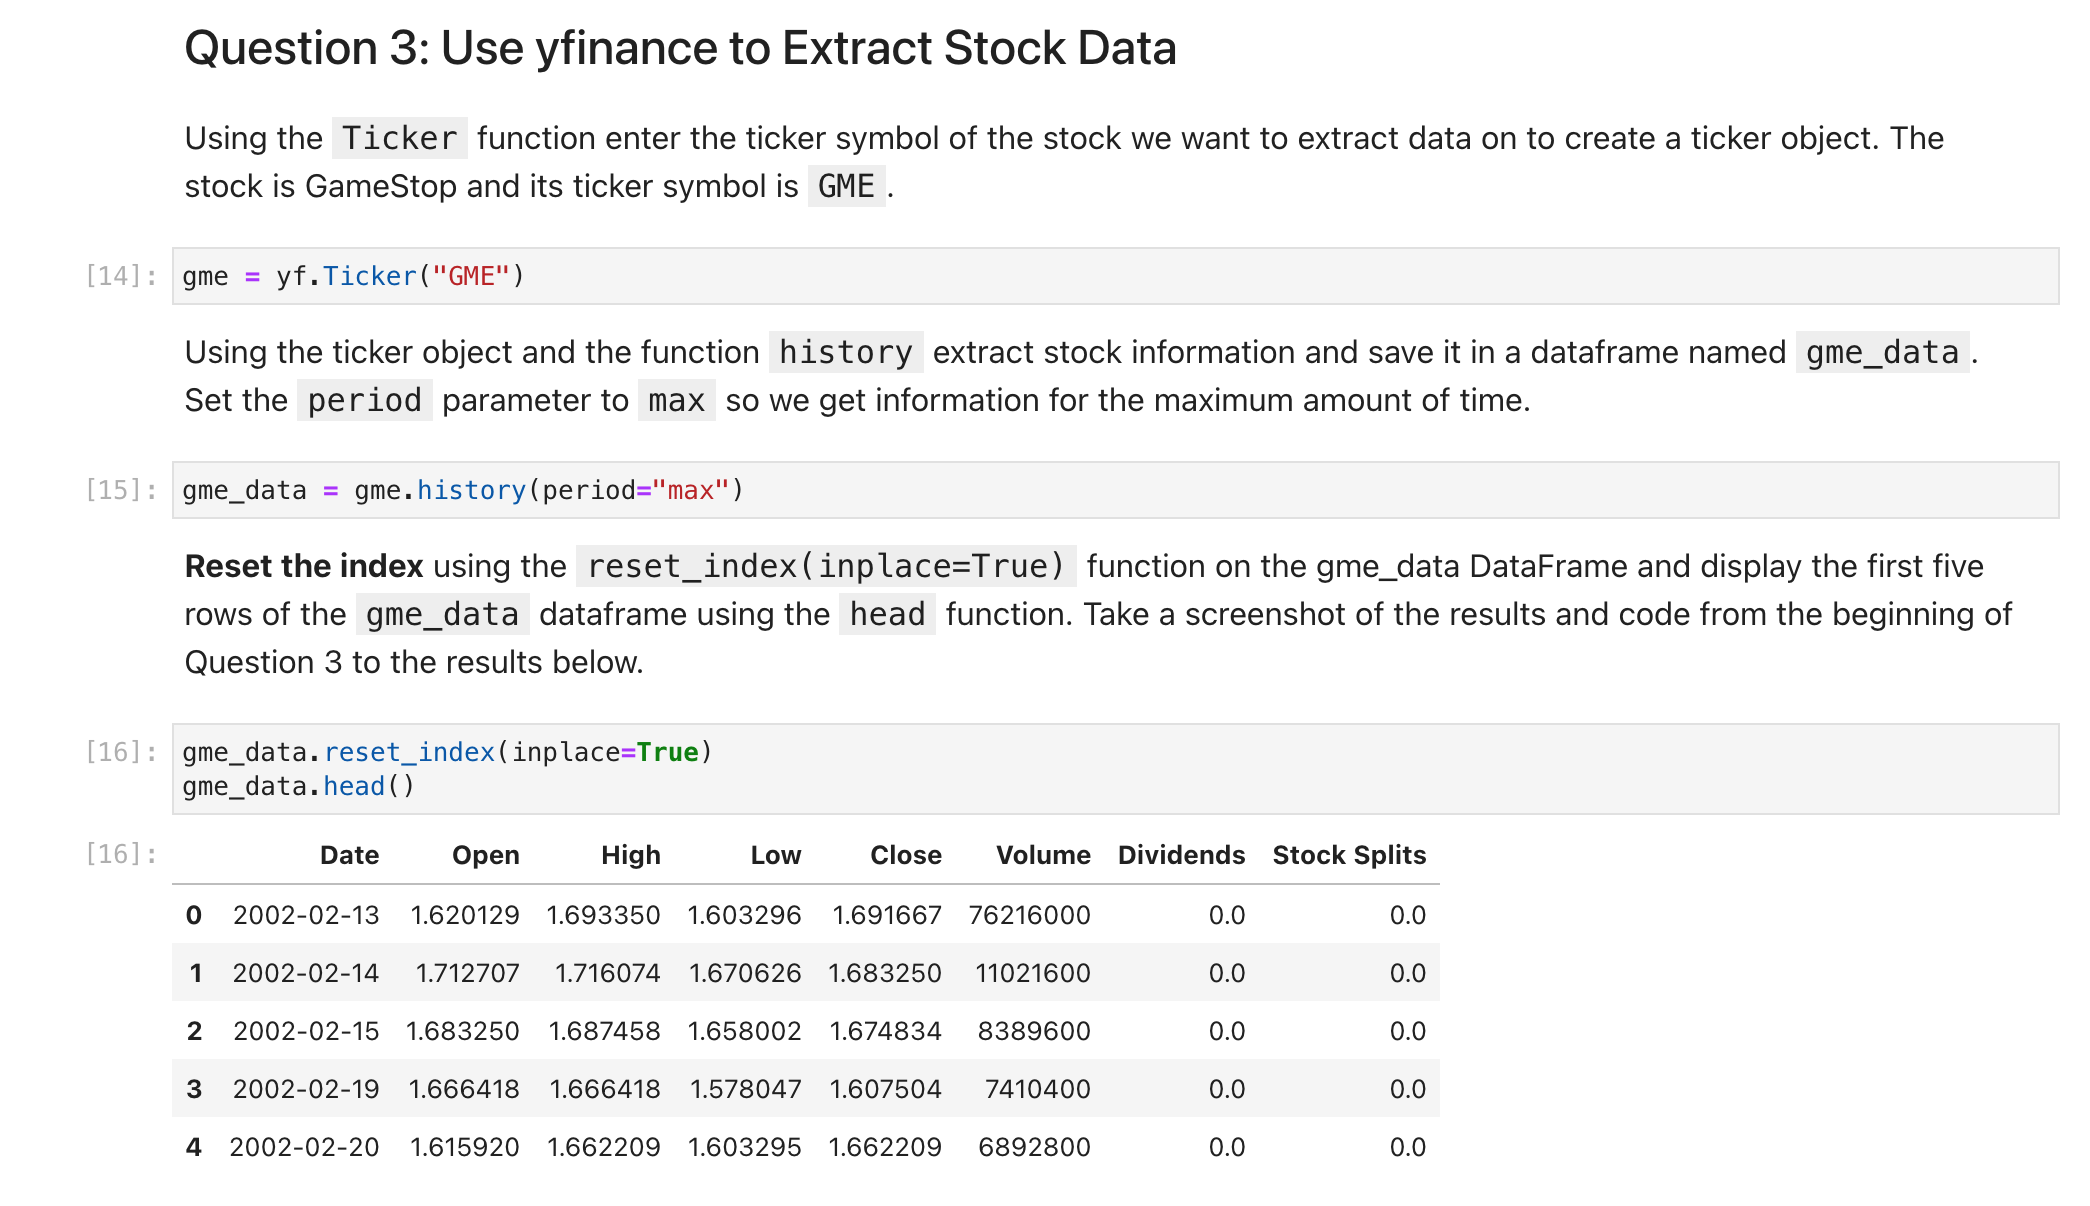 Question 3: Use yfinance to Extract Stock Data
Using the Ticker function enter the ticker symbol of the stock we want to extract data on to create a ticker object. The
stock is GameStop and its ticker symbol is GME .
[14]: gme = yf.Ticker("GME")
Using the ticker object and the function history extract stock information and save it in a dataframe named gme_data .
Set the period parameter to max so we get information for the maximum amount of time.
[15]: gme_data = gme.history(period="max")
Reset the index using the reset_index(inplace=True) function on the gme_data DataFrame and display the first five
rows of the gme_data dataframe using the head function. Take a screenshot of the results and code from the beginning of
Question 3 to the results below.
[16]: gme_data.reset_index(inplace=True)
gme_data.head()
[16]: Date Open High Low Close Volume Dividends Stock Splits
0 2002-02-13 1.620129 1.693350 1.603296 1.691667 76216000 0.0 0.0
1 2002-02-14 1.712707 1.716074 1.670626 1.683250 11021600 0.0 0.0
2 2002-02-15 1.683250 1.687458 1.658002 1.674834 8389600 0.0 0.0
3 2002-02-19 1.666418 1.666418 1.578047 1.607504 7410400 0.0 0.0
4 2002-02-20 1.615920 1.662209 1.603295 1.662209 6892800 0.0 0.0